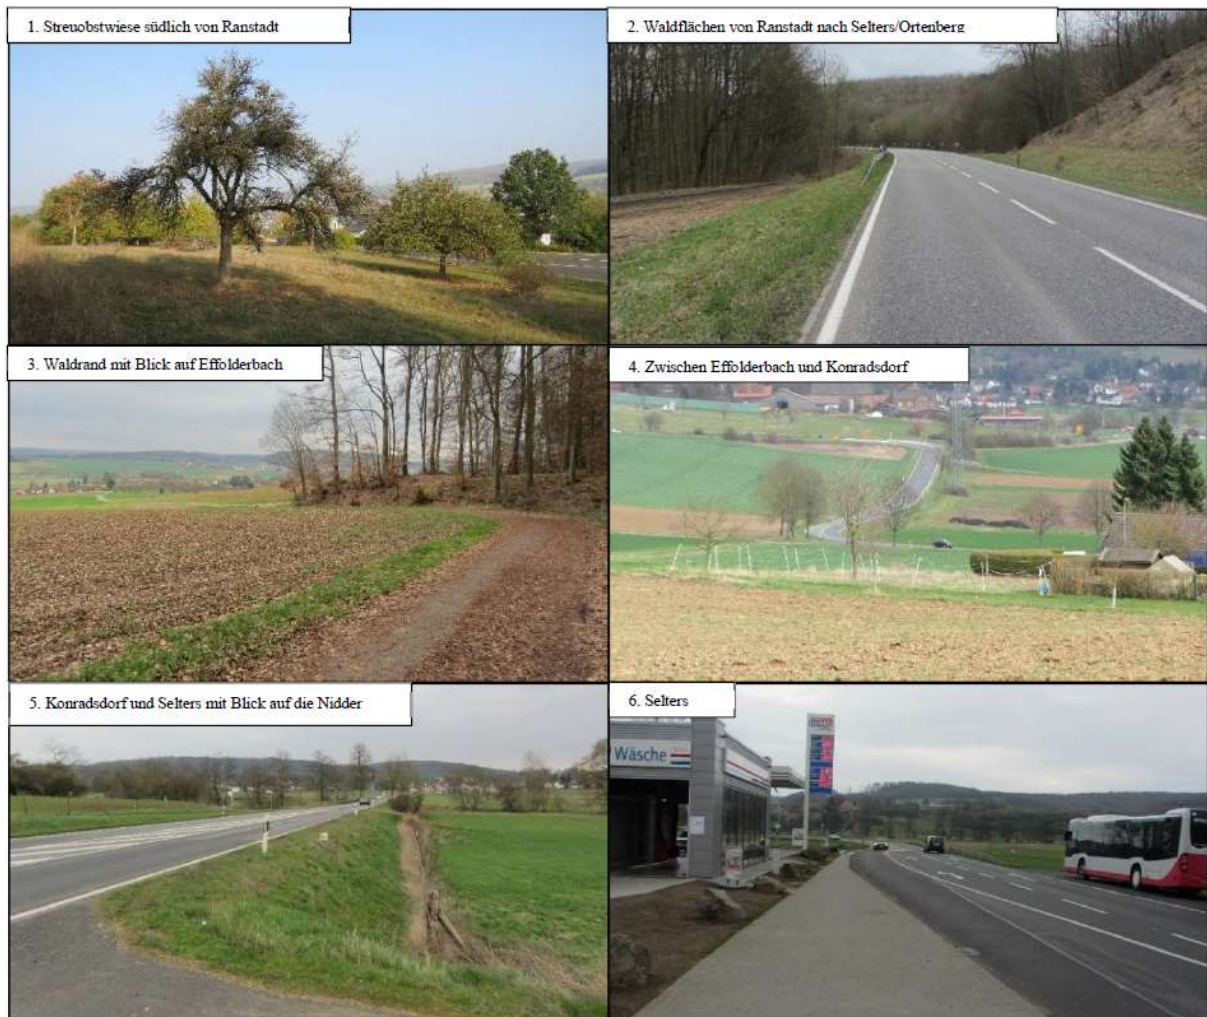 1. Streuobstwiese südlich von Ranstadt
2. Waldflächen von Ranstadt nach Selters/Ortenberg
3. Waldrand mit Blick auf Effolderbach
4. Zwischen Effolderbach und Konradsdorf
5. Konradsdorf und Selters mit Blick auf die Nidder
6. Selters
Wäsche